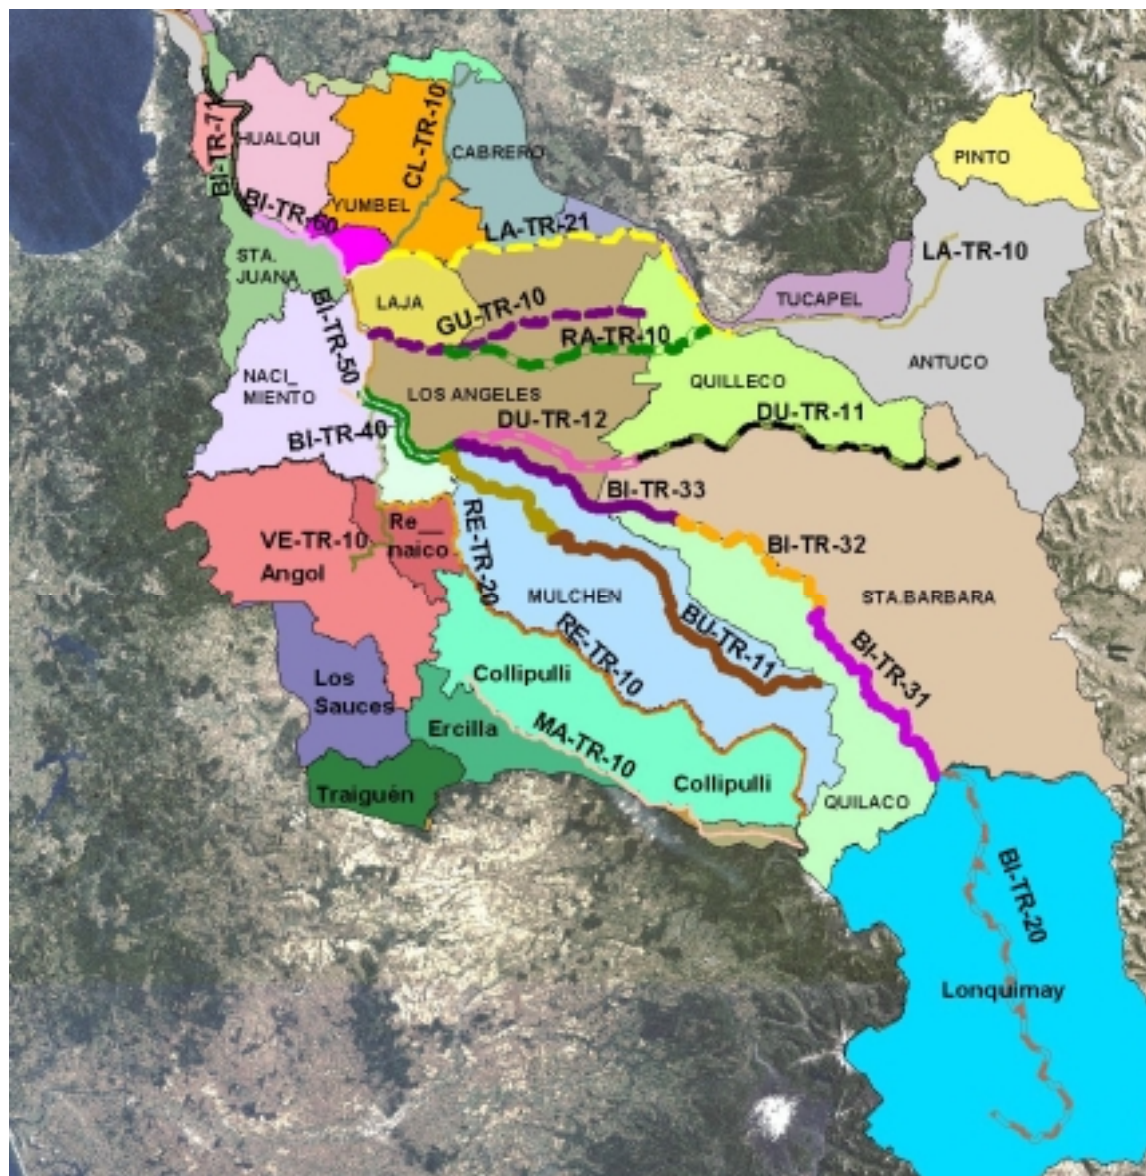 BI-TR-71
HUALQUI
CL-TR-10
CABRERO
PINTO
BI-TR-60
YUMBEL
LA-TR-21
LA-TR-10
STA.
JUANA
TUCAPEL
BI-TR-50
LAJA
GU-TR-10
RA-TR-10
ANTUCO
NACI_
MIENTO
LOS ANGELES
QUILLECO
DU-TR-12
DU-TR-11
BI-TR-40
BI-TR-33
RE-TR-20
Re__
naico
VE-TR-10
Angol
BI-TR-32
MULCHEN
STA.BARBARA
RE-TR-10
BU-TR-11
BI-TR-31
Los
Sauces
Collipulli
Ercilla
MA-TR-10
Collipulli
Traiguén
QUILACO
BI-TR-20
Lonquimay